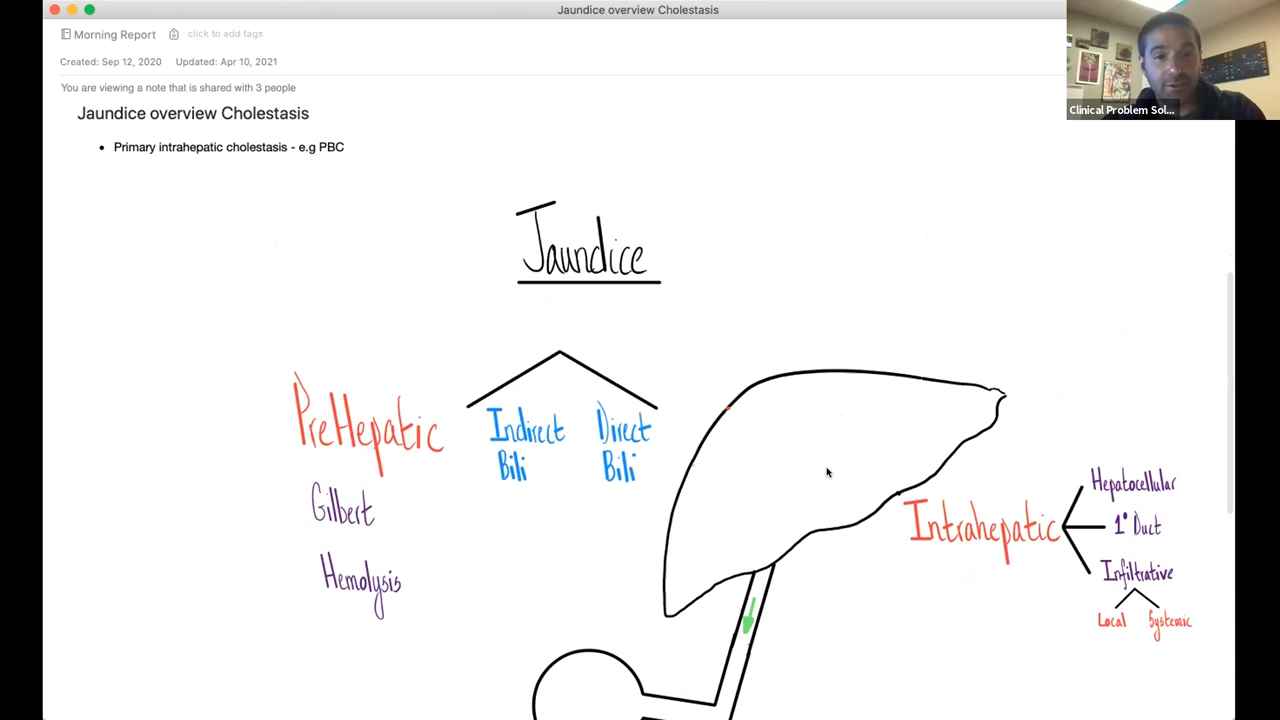 Jaundice overview Cholestasis
Morning Report
click to add tags
Created: Sep 12, 2020
Updated: Apr 10, 2021
You are viewing a note that is shared with 3 people
Jaundice overview Cholestasis
• Primary intrahepatic cholestasis - e.g PBC
Clinical Problem Sol...
Jaundice
PreHepatic
Indirect
Bili
Direct
Bili
Gilbert
Hemolysis
Intrahepatic
Hepatocellular
1° Duct
Infiltrative
Local
Systemic